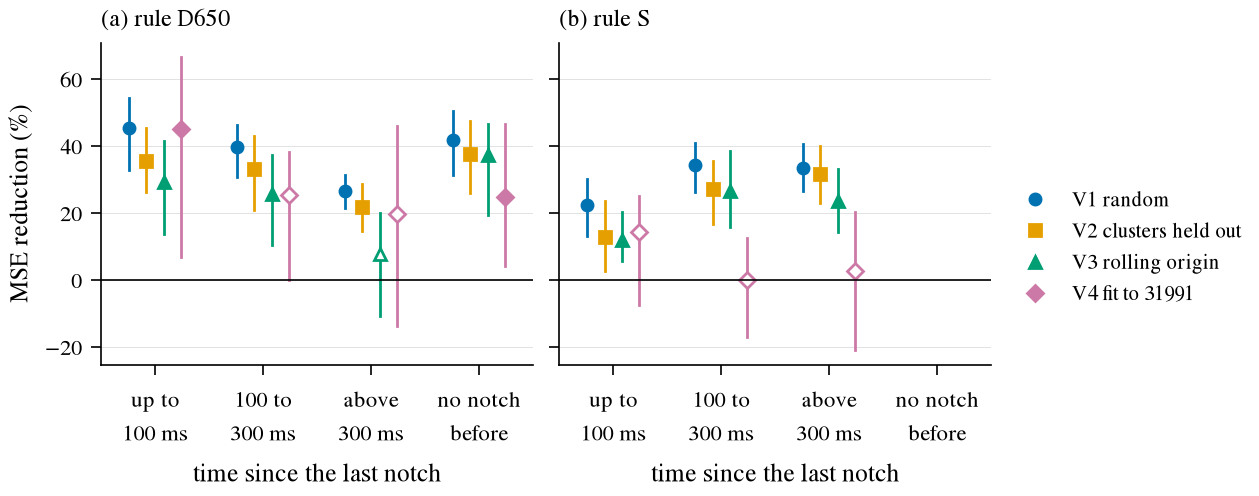 (a) rule D650
(b) rule S
MSE reduction (%)
60
40
20
0
−20
up to
100 ms
100 to
300 ms
above
300 ms
no notch
before
up to
100 ms
100 to
300 ms
above
300 ms
no notch
before
time since the last notch
time since the last notch
V1 random
V2 clusters held out
V3 rolling origin
V4 fit to 31991